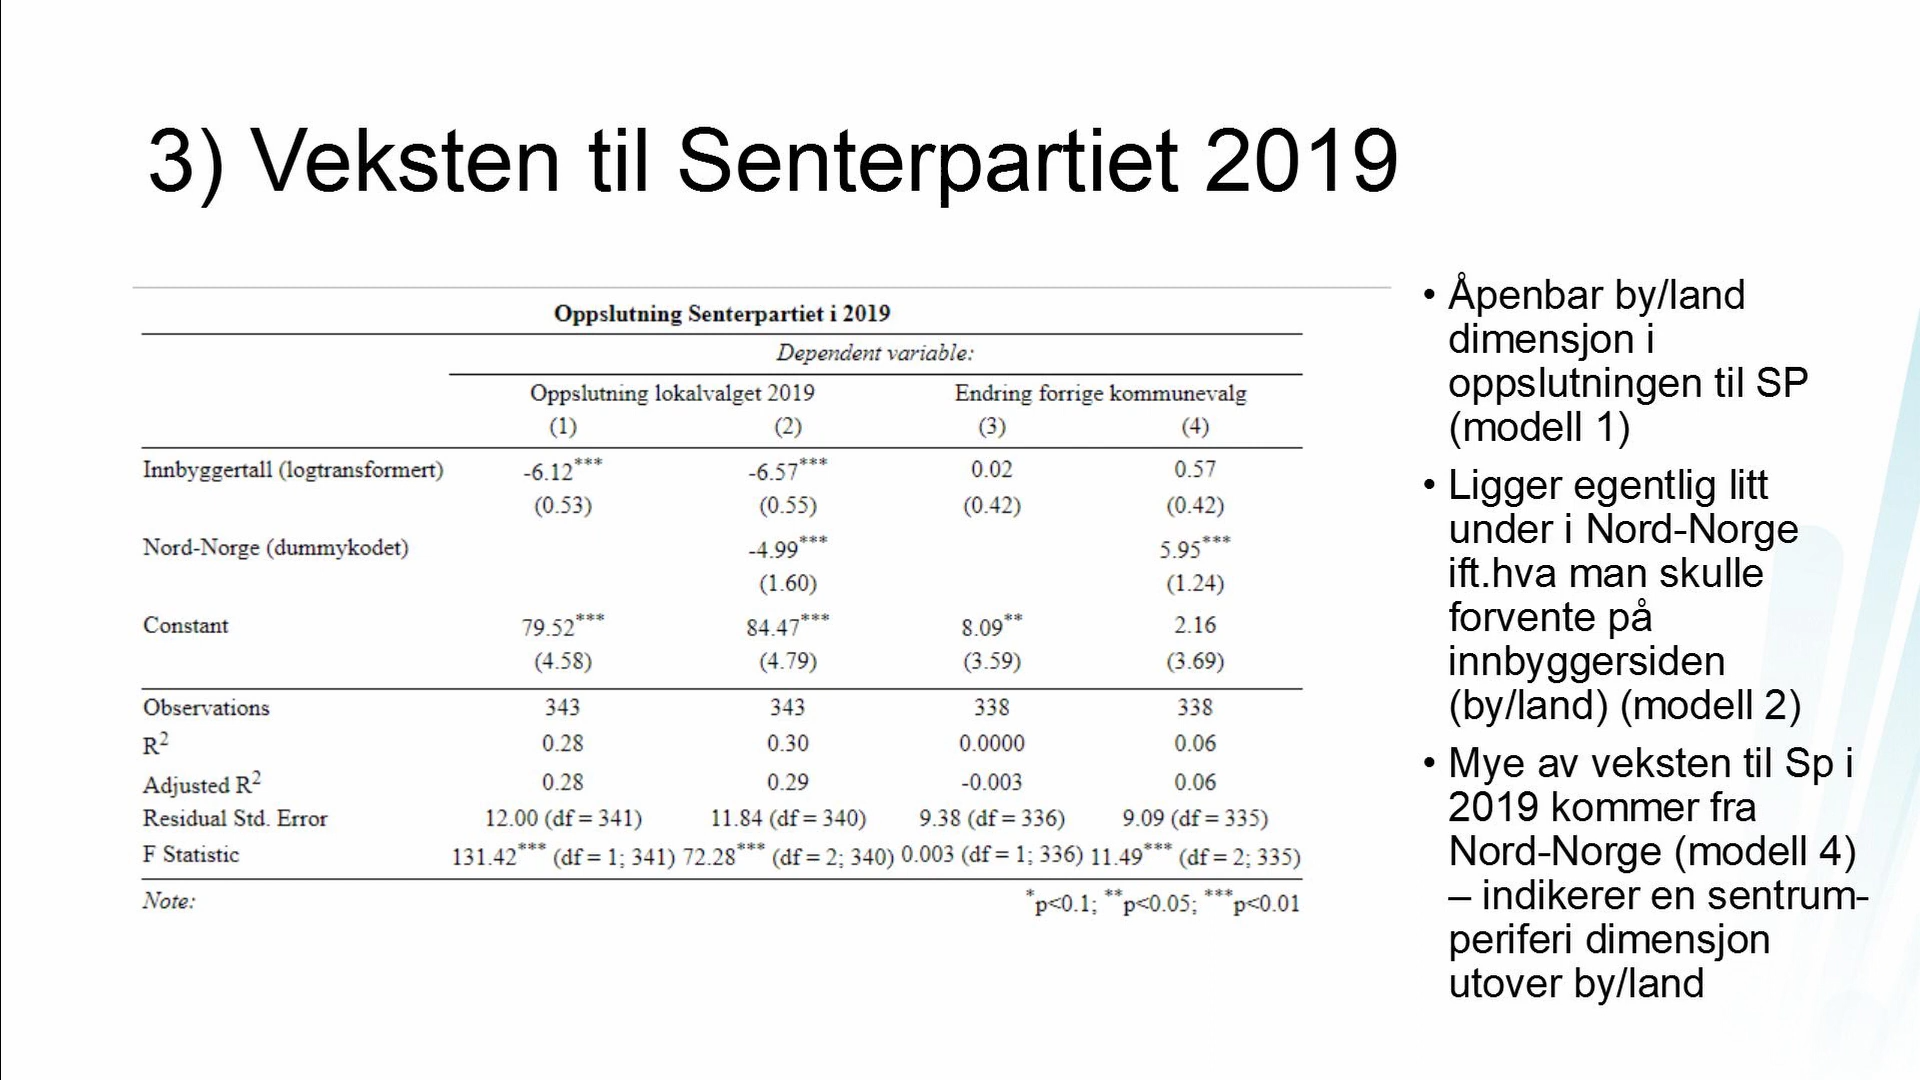 3) Veksten til Senterpartiet 2019
Oppslutning Senterpartiet i 2019
Dependent variable:
Oppslutning lokalvalget 2019 Endring forrige kommunevalg
(1) (2) (3) (4)
Innbyggertall (logtransformert) -6.12*** -6.57*** 0.02 0.57
(0.53) (0.55) (0.42) (0.42)
Nord-Norge (dummykodet) -4.99*** 5.95***
(1.60) (1.24)
Constant 79.52*** 84.47*** 8.09** 2.16
(4.58) (4.79) (3.59) (3.69)
Observations 343 343 338 338
R2 0.28 0.30 0.0000 0.06
Adjusted R2 0.28 0.29 -0.003 0.06
Residual Std. Error 12.00 (df = 341) 11.84 (df = 340) 9.38 (df = 336) 9.09 (df = 335)
F Statistic 131.42*** (df = 1; 341) 72.28*** (df = 2; 340) 0.003 (df = 1; 336) 11.49*** (df = 2; 335)
Note: *p<0.1; **p<0.05; ***p<0.01
• Åpenbar by/land
dimensjon i
oppslutningen til SP
(modell 1)
• Ligger egentlig litt
under i Nord-Norge
ift.hva man skulle
forvente på
innbyggersiden
(by/land) (modell 2)
• Mye av veksten til Sp i
2019 kommer fra
Nord-Norge (modell 4)
– indikerer en sentrum-
periferi dimensjon
utover by/land